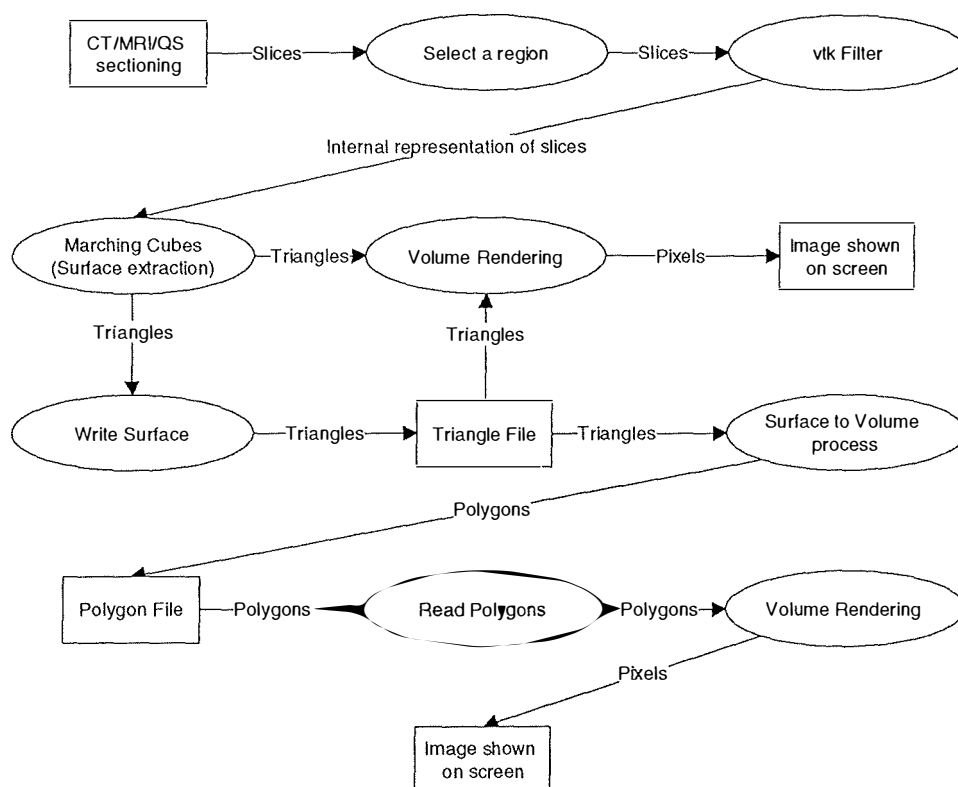 CT/MRI/QS
sectioning
Slices
Select a region
Slices
vtk Filter
Internal representation of slices
Marching Cubes
(Surface extraction)
Triangles
Volume Rendering
Pixels
Image shown
on screen
Triangles
Triangles
Write Surface
Triangles
Triangle File
Triangles
Surface to Volume
process
Polygons
Polygon File
Polygons
Read Polygons
Polygons
Volume Rendering
Pixels
Image shown
on screen